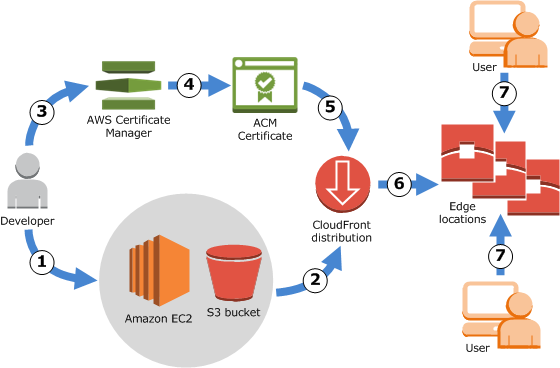 User
7
3
4
5
AWS Certificate
Manager
ACM
Certificate
6
Developer
CloudFront
distribution
Edge
locations
1
2
7
Amazon EC2
S3 bucket
User